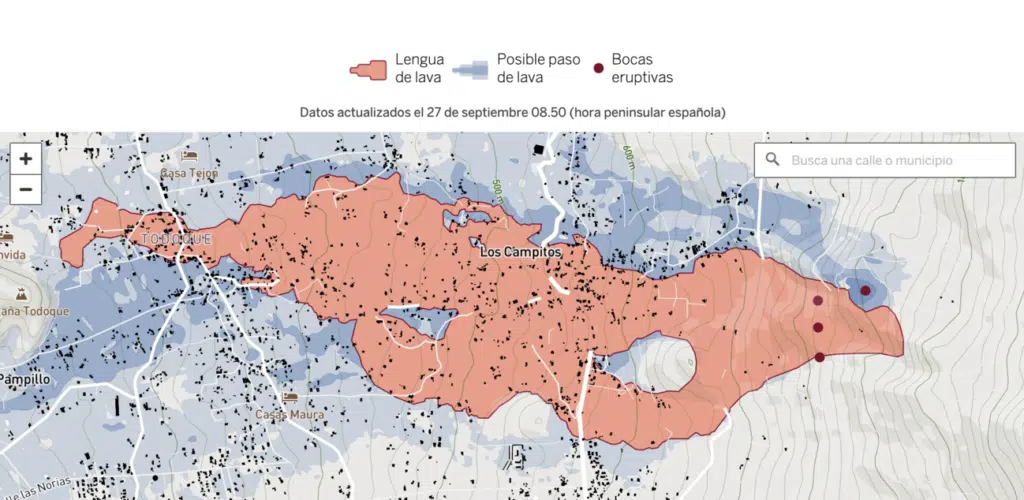 Lengua
de lava
Posible paso
de lava
Bocas
eruptivas
Datos actualizados el 27 de septiembre 08.50 (hora peninsular española)
+
−
Busca una calle o municipio
600 m
500 m
Casa Tejon
TODOQUE
Los Campitos
nvida
aña Todoque
Pampillo
Casas Maura
lle las Norias